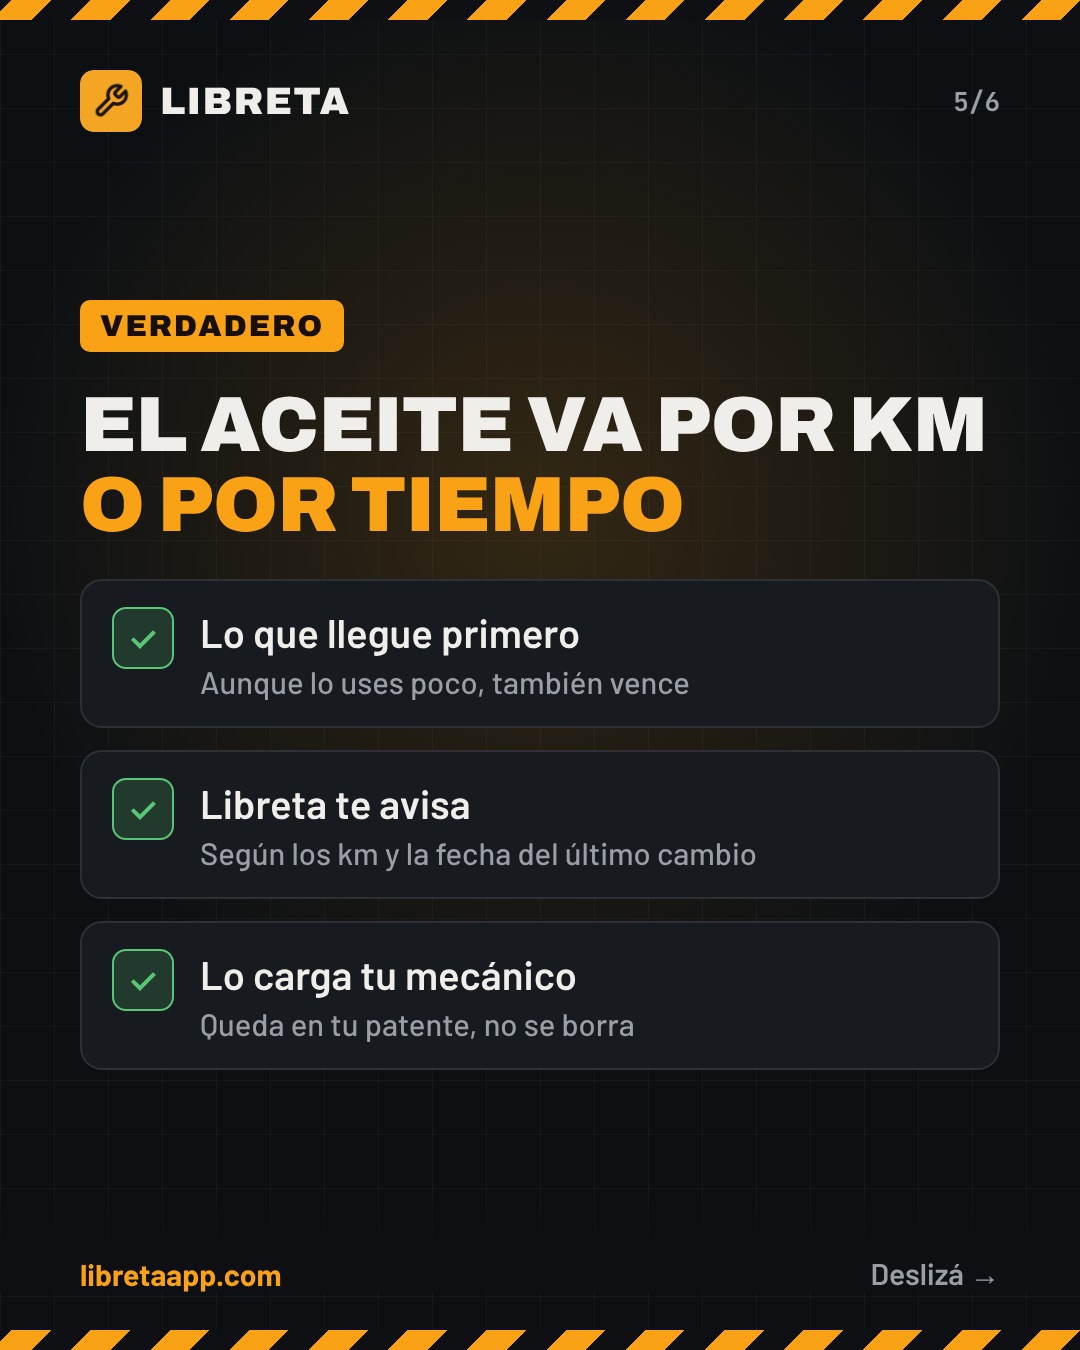 LIBRETA
5/6
VERDADERO
EL ACEITE VA POR KM
O POR TIEMPO
Lo que llegue primero
Aunque lo uses poco, también vence
Libreta te avisa
Según los km y la fecha del último cambio
Lo carga tu mecánico
Queda en tu patente, no se borra
libretaapp.com
Deslizá →